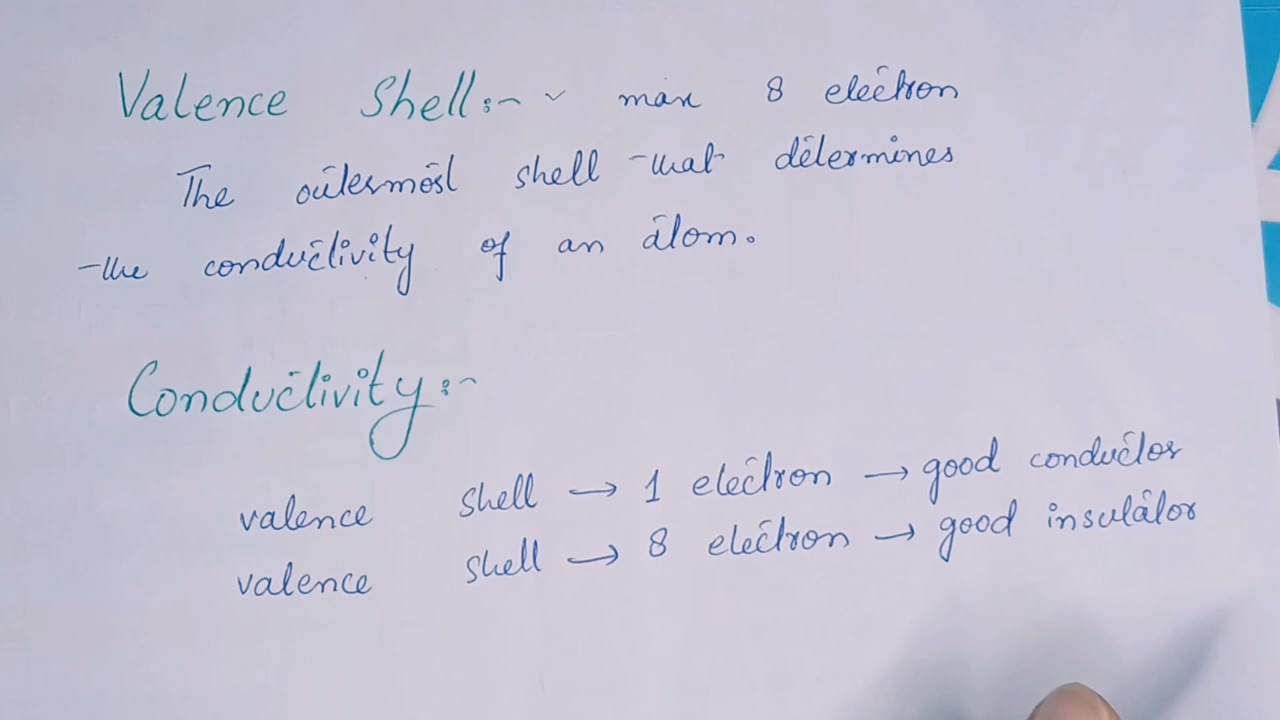 Valence Shell:- ✓ max 8 electron
The outermost shell that determines
the conductivity of an atom.
Conductivity:-
valence shell → 1 electron → good conductor
valence shell → 8 electron → good insulator